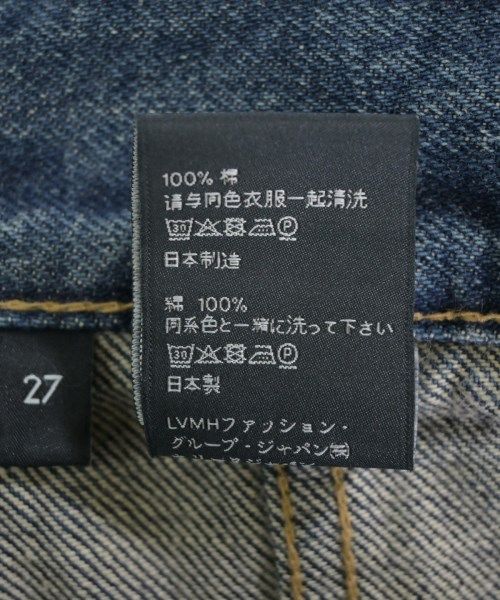 100% 棉
请与同色衣服一起清洗
30 P
日本制造
綿 100%
同系色と一緒に洗って下さい
30 P
日本製
LVMHファッション・
グループ・ジャパン㈱
27